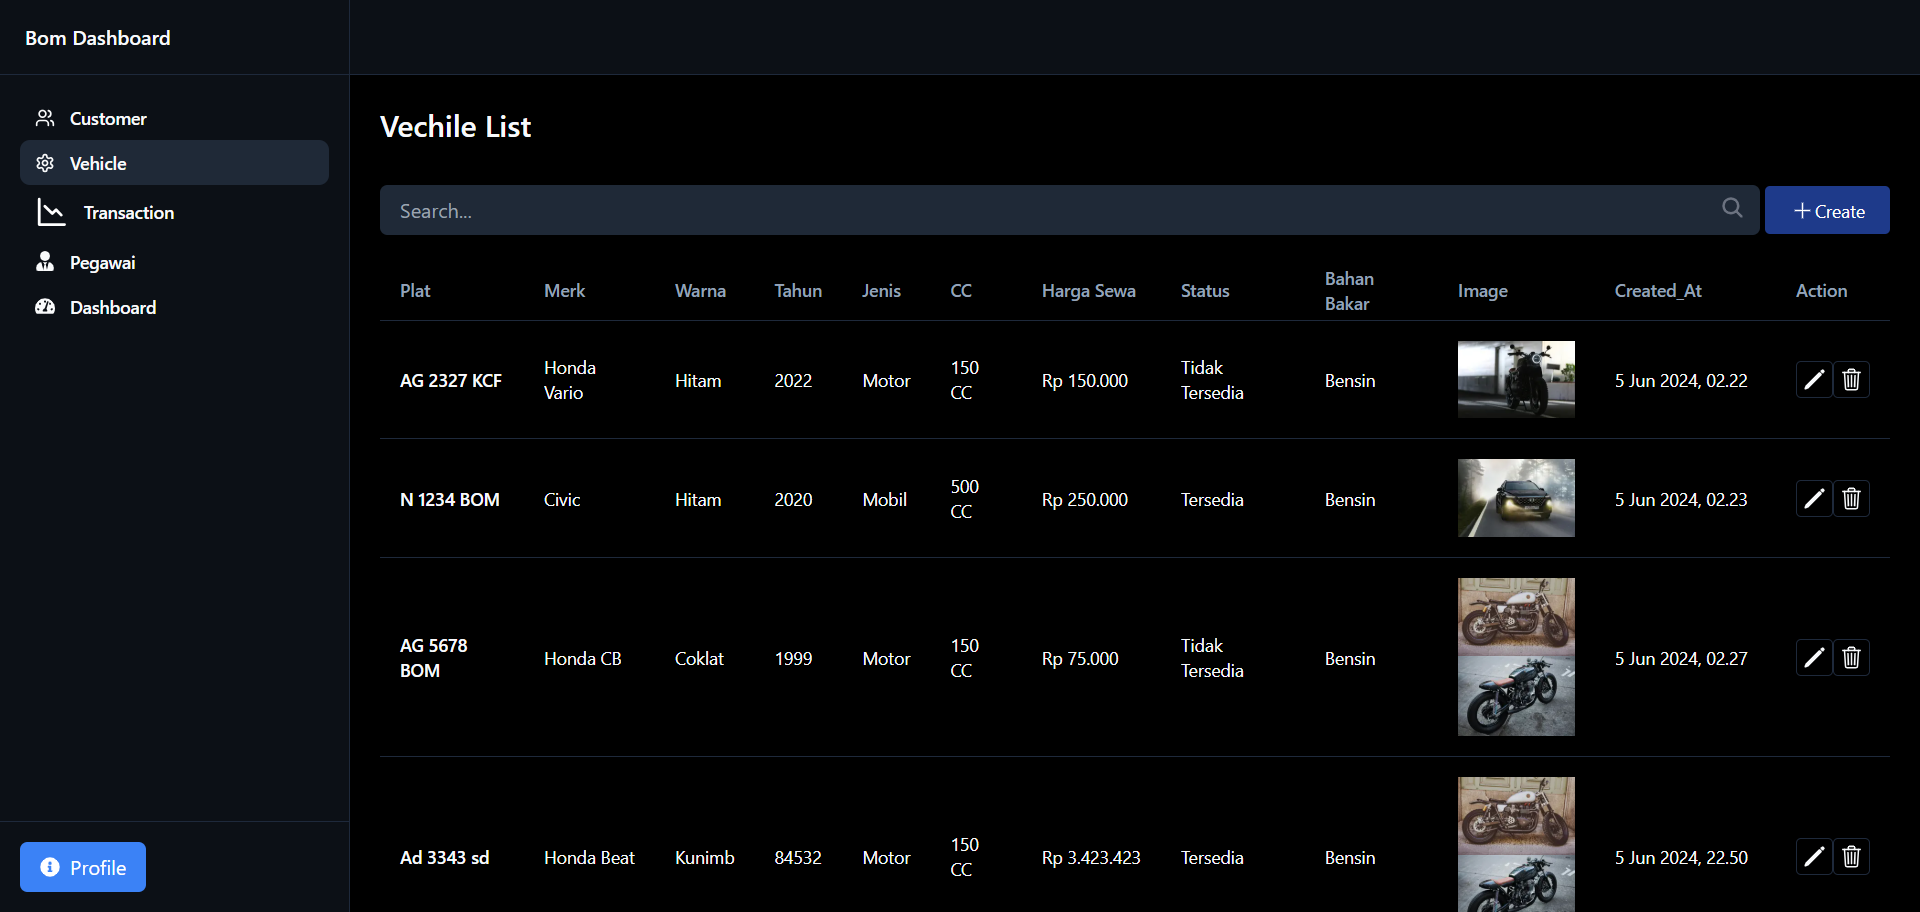 Bom Dashboard
Customer
Vehicle
Transaction
Pegawai
Dashboard
Profile
Vechile List
Search...
Create
Plat Merk Warna Tahun Jenis CC Harga Sewa Status Bahan Bakar Image Created_At Action
AG 2327 KCF Honda Vario Hitam 2022 Motor 150 CC Rp 150.000 Tidak Tersedia Bensin 5 Jun 2024, 02.22
N 1234 BOM Civic Hitam 2020 Mobil 500 CC Rp 250.000 Tersedia Bensin 5 Jun 2024, 02.23
AG 5678 BOM Honda CB Coklat 1999 Motor 150 CC Rp 75.000 Tidak Tersedia Bensin 5 Jun 2024, 02.27
Ad 3343 sd Honda Beat Kunimb 84532 Motor 150 CC Rp 3.423.423 Tersedia Bensin 5 Jun 2024, 22.50